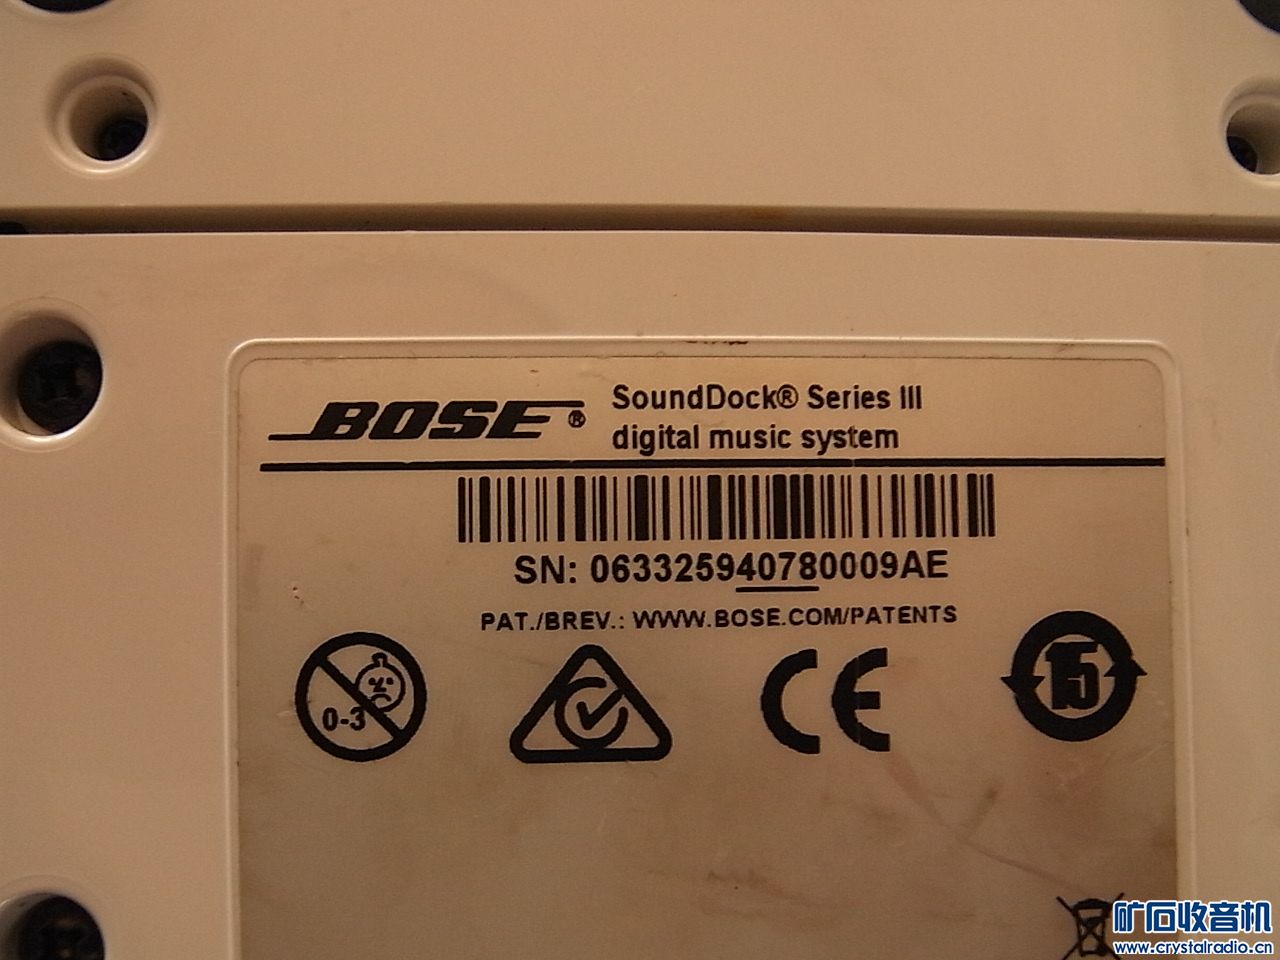 BOSE®
SoundDock® Series III
digital music system
SN: 063325940780009AE
PAT./BREV.: WWW.BOSE.COM/PATENTS
0-3
CE
15
矿石收音机
www.crystalradio.cn